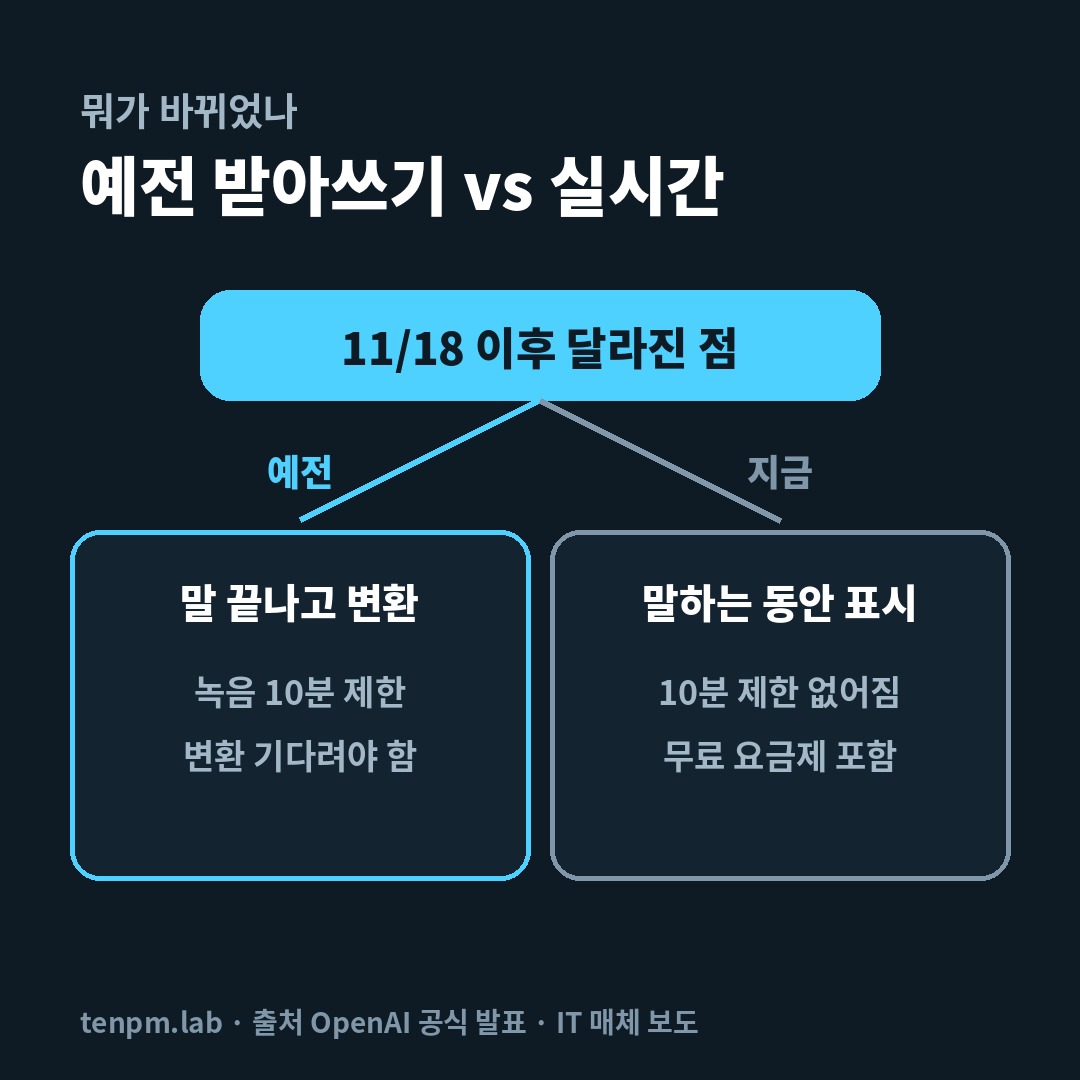 뭐가 바뀌었나
예전 받아쓰기 vs 실시간
11/18 이후 달라진 점
예전
지금
말 끝나고 변환
녹음 10분 제한
변환 기다려야 함
말하는 동안 표시
10분 제한 없어짐
무료 요금제 포함
tenpm.lab · 출처 OpenAI 공식 발표 · IT 매체 보도